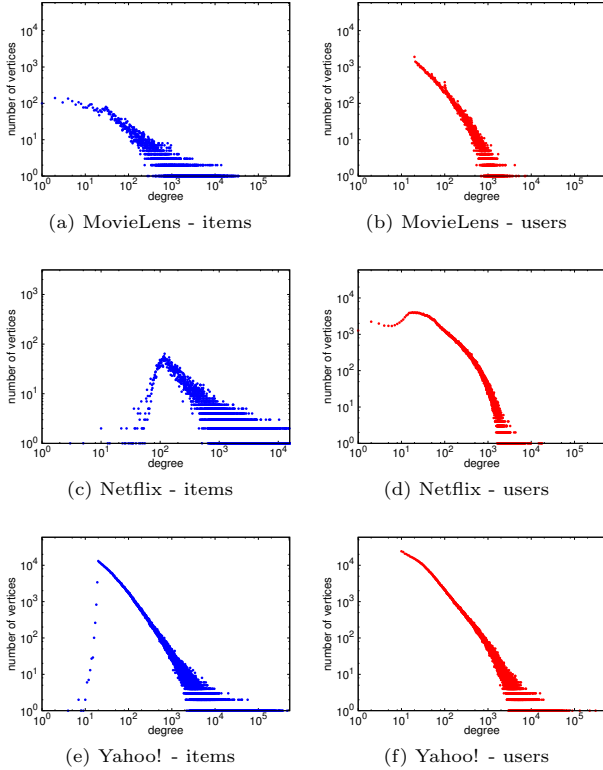 10^4
10^3
10^2
10^1
10^0
number of vertices
10^0 10^1 10^2 10^3 10^4 10^5
degree
(a) MovieLens - items
10^4
10^3
10^2
10^1
10^0
number of vertices
10^0 10^1 10^2 10^3 10^4 10^5
degree
(b) MovieLens - users
10^3
10^2
10^1
10^0
number of vertices
10^0 10^1 10^2 10^3 10^4
degree
(c) Netflix - items
10^4
10^3
10^2
10^1
10^0
number of vertices
10^0 10^1 10^2 10^3 10^4 10^5
degree
(d) Netflix - users
10^4
10^3
10^2
10^1
10^0
number of vertices
10^0 10^1 10^2 10^3 10^4 10^5
degree
(e) Yahoo! - items
10^4
10^3
10^2
10^1
10^0
number of vertices
10^0 10^1 10^2 10^3 10^4 10^5
degree
(f) Yahoo! - users